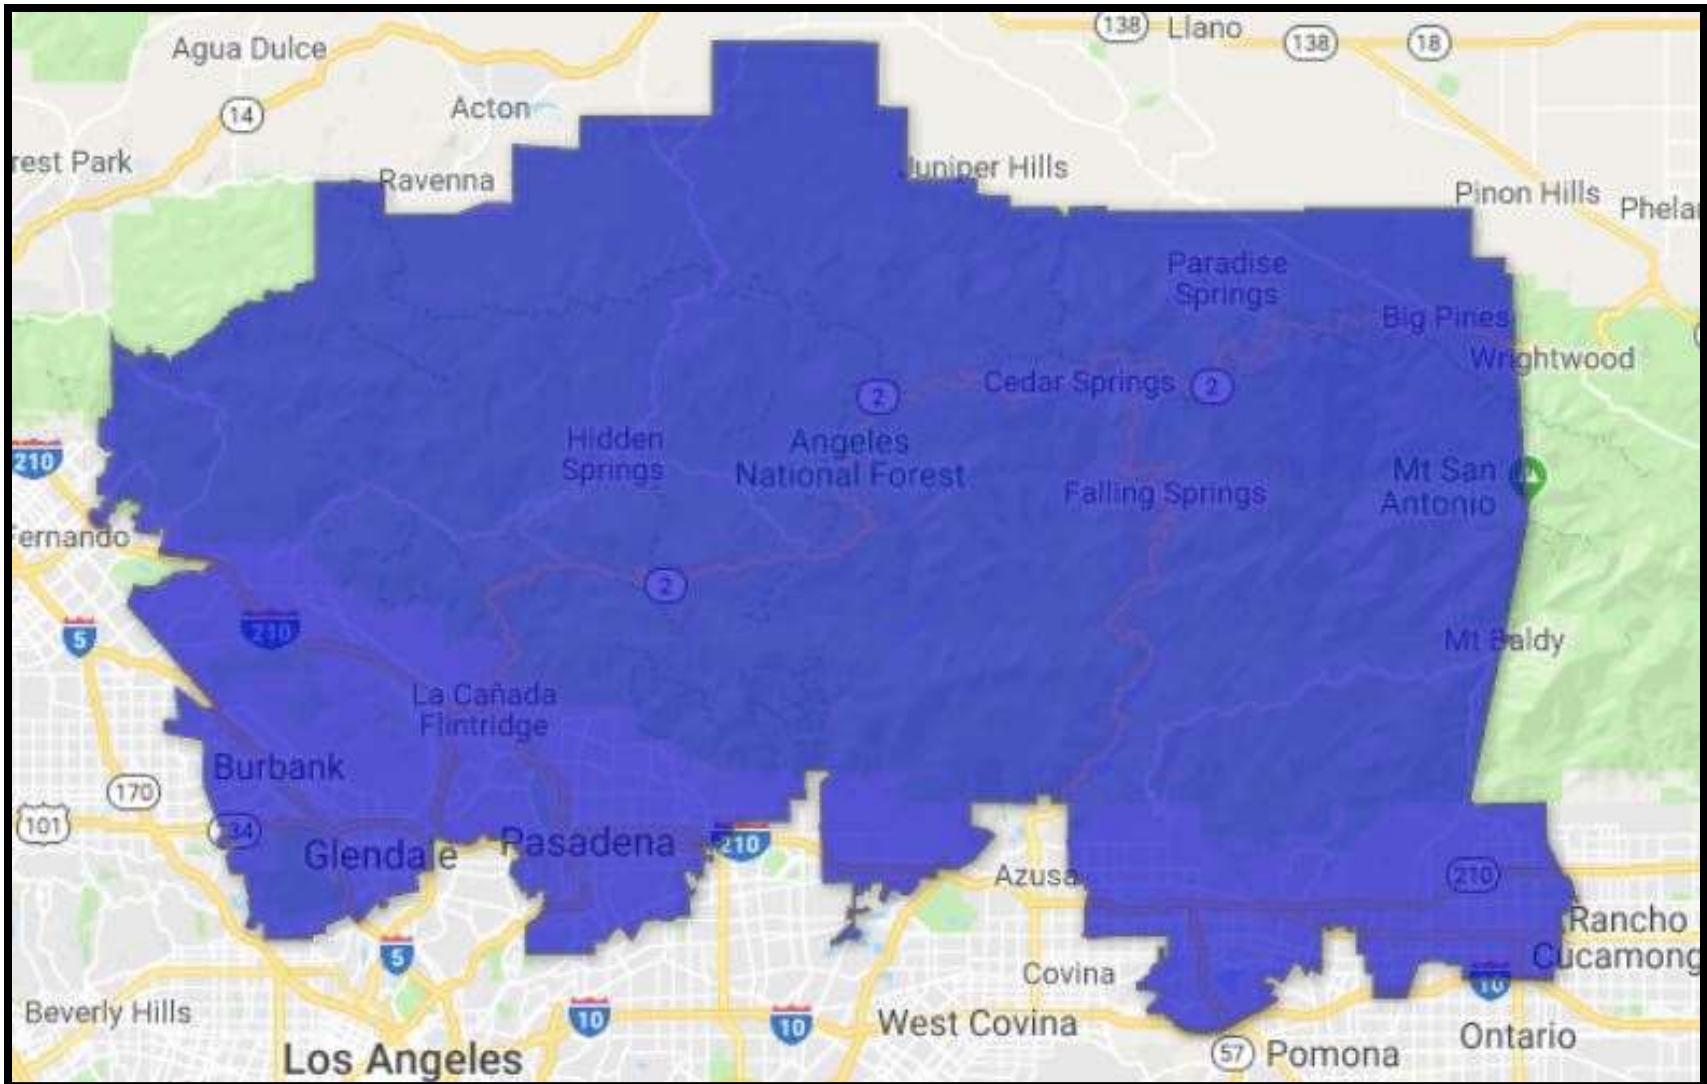 138
Llano
138
18
Agua Dulce
14
Acton
rest Park
Ravenna
Juniper Hills
Pinon Hills
Phela
Paradise
Springs
Big Pines
Wrightwood
2
Cedar Springs
2
210
Hidden
Springs
Angeles
National Forest
Mt San
Antonio
Falling Springs
Fernando
2
5
210
Mt Baldy
La Cañada
Flintridge
Burbank
170
101
134
Glendale
Pasadena
210
Azusa
210
Rancho
Cucamong
5
Covina
10
Beverly Hills
10
10
West Covina
Ontario
Los Angeles
57
Pomona